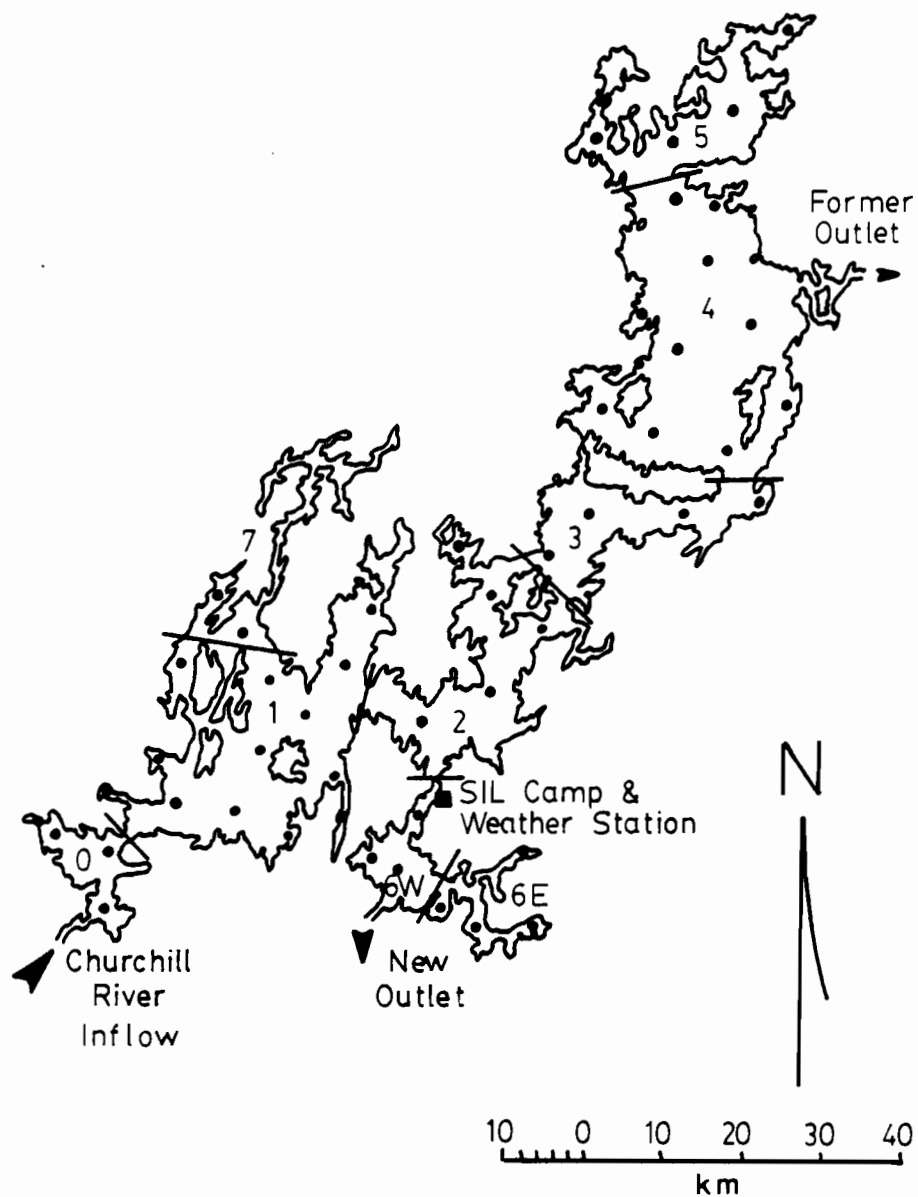 5
Former
Outlet
4
3
7
1
2
N
SIL Camp &
Weather Station
0
6W
6E
Churchill
River
Inflow
New
Outlet
10 0 10 20 30 40
km